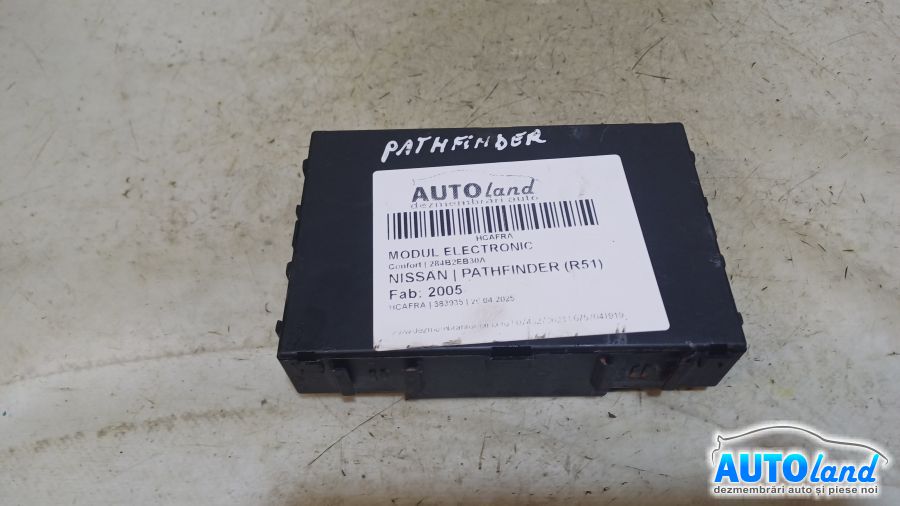 PATHFINDER
AUTOland
dezmembrări auto
HCAFRA
MODUL ELECTRONIC
Confort | 284B2EB30A
NISSAN | PATHFINDER (R51)
Fab: 2005
HCAFRA | 383935 | 26.04.2025
AUTOland
dezmembrări auto și piese noi